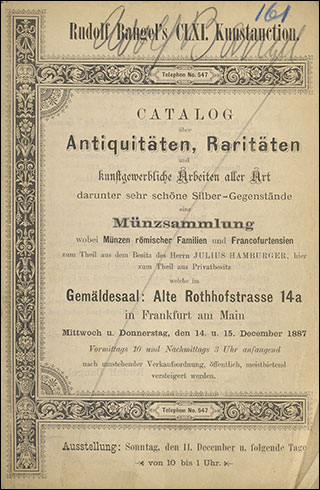 161
Rudolf Bangel's CLXI. Kunstauction.
Adolf Bangel
Telephon No. 547
CATALOG
über
Antiquitäten, Raritäten
und
kunstgewerbliche Arbeiten aller Art
darunter sehr schöne Silber-Gegenstände
eine
Münzsammlung
wobei Münzen römischer Familien und Francofurtensien
zum Theil aus dem Besitz des Herrn JULIUS HAMBURGER, hier
zum Theil aus Privatbesitz
welche im
Gemäldesaal: Alte Rothhofstrasse 14a
in Frankfurt am Main
Mittwoch u. Donnerstag, den 14. u. 15. December 1887
Vormittags 10 und Nachmittags 3 Uhr anfangend
nach umstehender Verkaufsordnung, öffentlich, meistbietend
versteigert werden.
Telephon No. 547
Ausstellung: Sonntag, den 11. December u. folgende Tage
von 10 bis 1 Uhr.